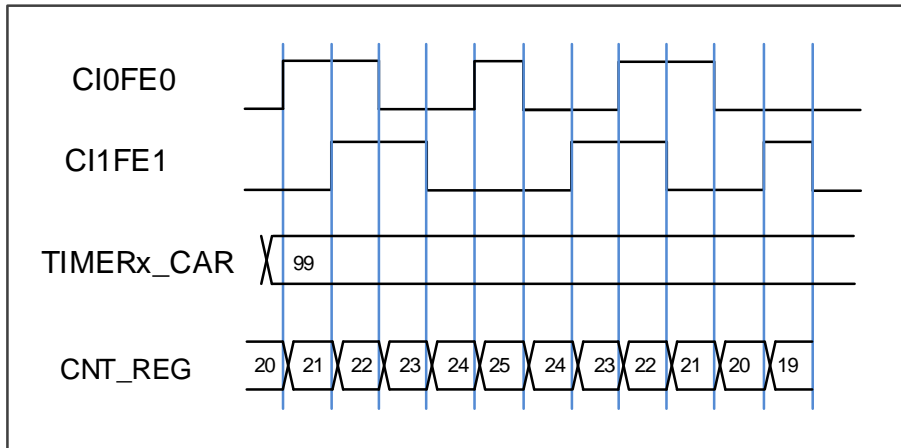 CI0FE0
CI1FE1
TIMERx_CAR 99
CNT_REG 20 21 22 23 24 25 24 23 22 21 20 19